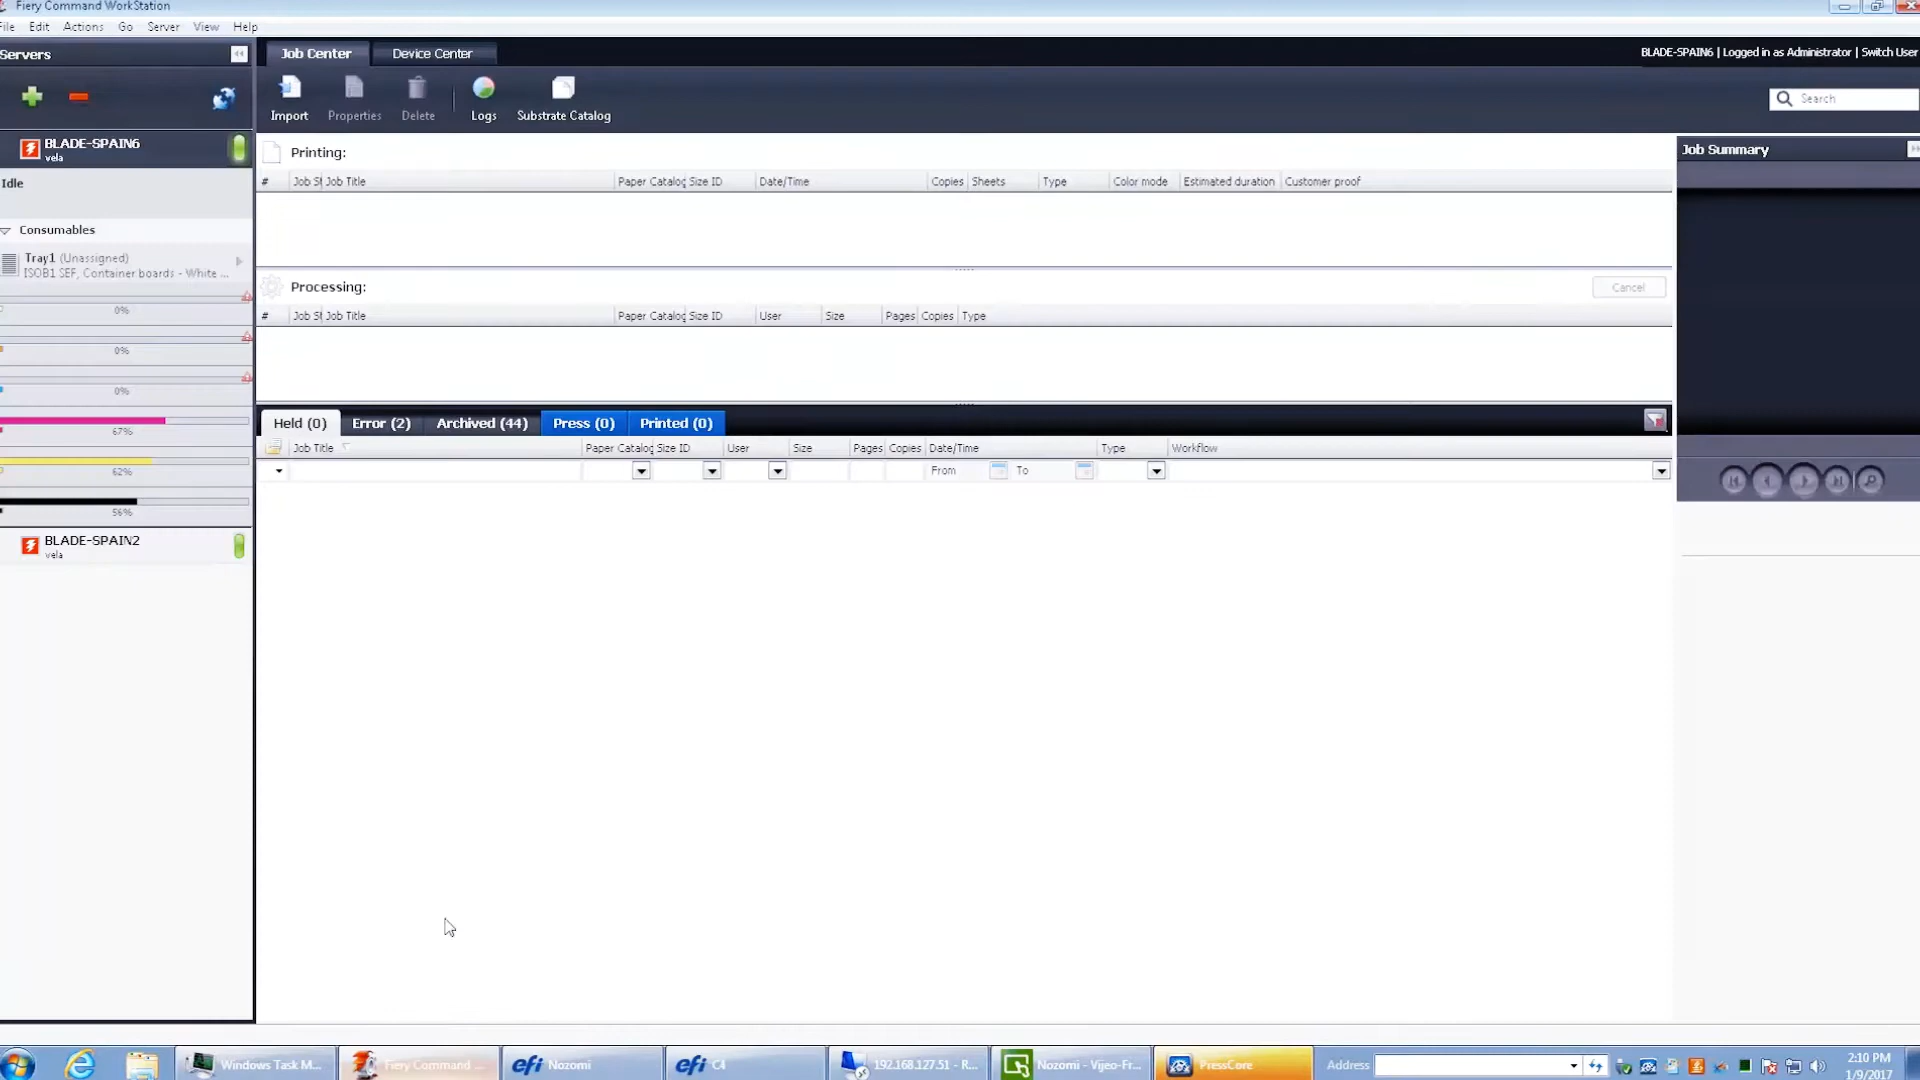 Fiery Command WorkStation
File Edit Actions Go Server View Help
Servers
Job Center Device Center
BLADE-SPAIN6 | Logged in as Administrator | Switch User
Import Properties Delete Logs Substrate Catalog
Search
BLADE-SPAIN6
vela
Idle
Consumables
Tray1 (Unassigned)
ISOB1 SEF, Container boards - White ...
0%
0%
0%
67%
62%
56%
BLADE-SPAIN2
vela
Printing:
# Job St Job Title Paper Catalog Size ID Date/Time Copies Sheets Type Color mode Estimated duration Customer proof
Processing:
Cancel
# Job St Job Title Paper Catalog Size ID User Size Pages Copies Type
Held (0) Error (2) Archived (44) Press (0) Printed (0)
Job Title Paper Catalog Size ID User Size Pages Copies Date/Time Type Workflow
From To
Job Summary
Windows Task M... Fiery Command ... efi Nozomi efi C4 192.168.127.51 - R... Nozomi - Vijeo-Fr... PressCore Address
2:10 PM
1/9/2017